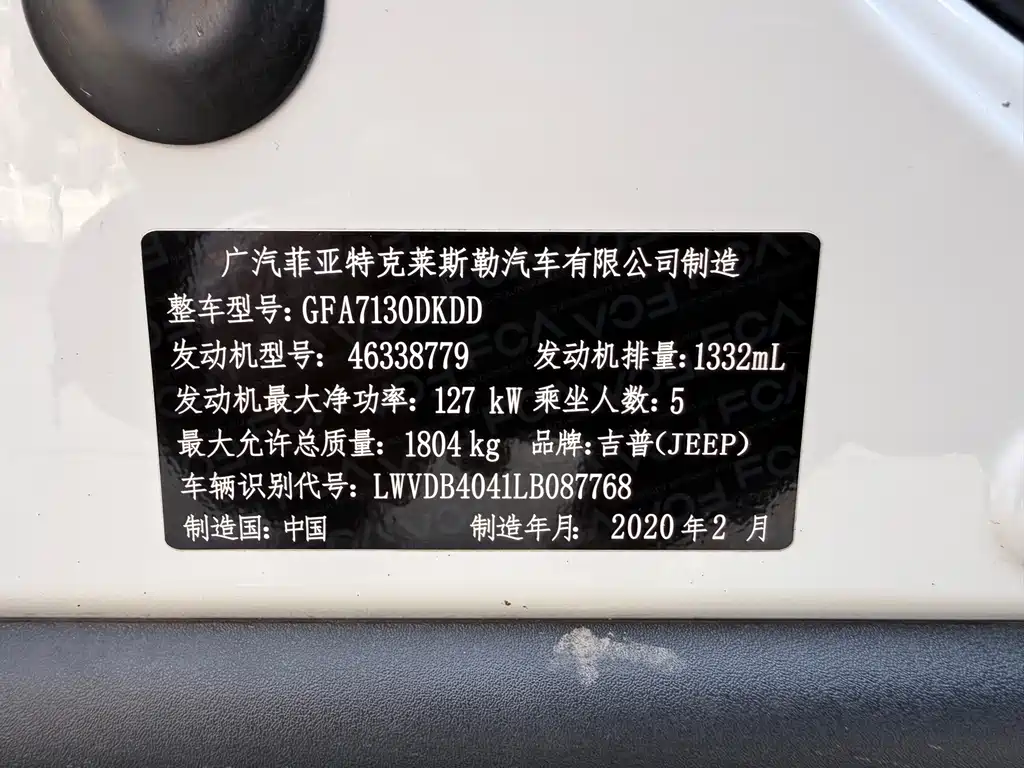 广汽菲亚特克莱斯勒汽车有限公司制造
整车型号: GFA7130DKDD
发动机型号: 46338779 发动机排量: 1332mL
发动机最大净功率: 127 kW 乘坐人数: 5
最大允许总质量: 1804 kg 品牌: 吉普(JEEP)
车辆识别代号: LWVDB4041LB087768
制造国: 中国 制造年月: 2020 年 2 月